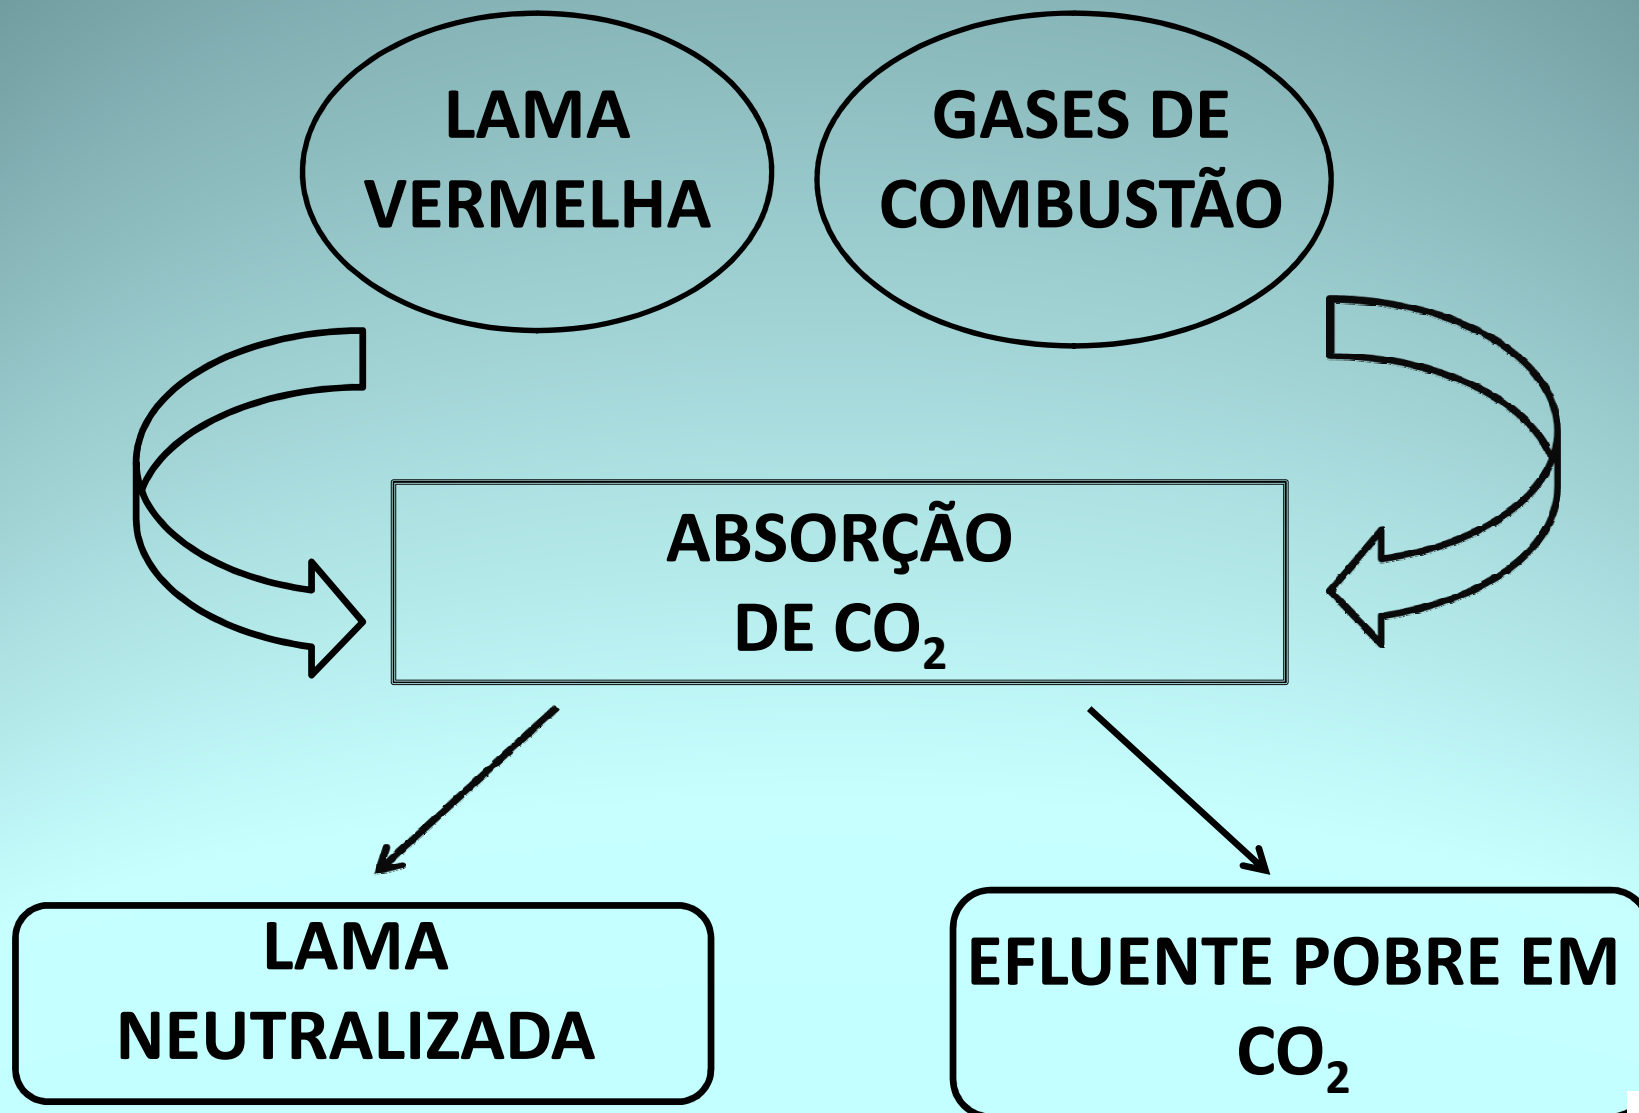 LAMA
VERMELHA
GASES DE
COMBUSTÃO
ABSORÇÃO
DE CO₂
LAMA
NEUTRALIZADA
EFLUENTE POBRE EM
CO₂